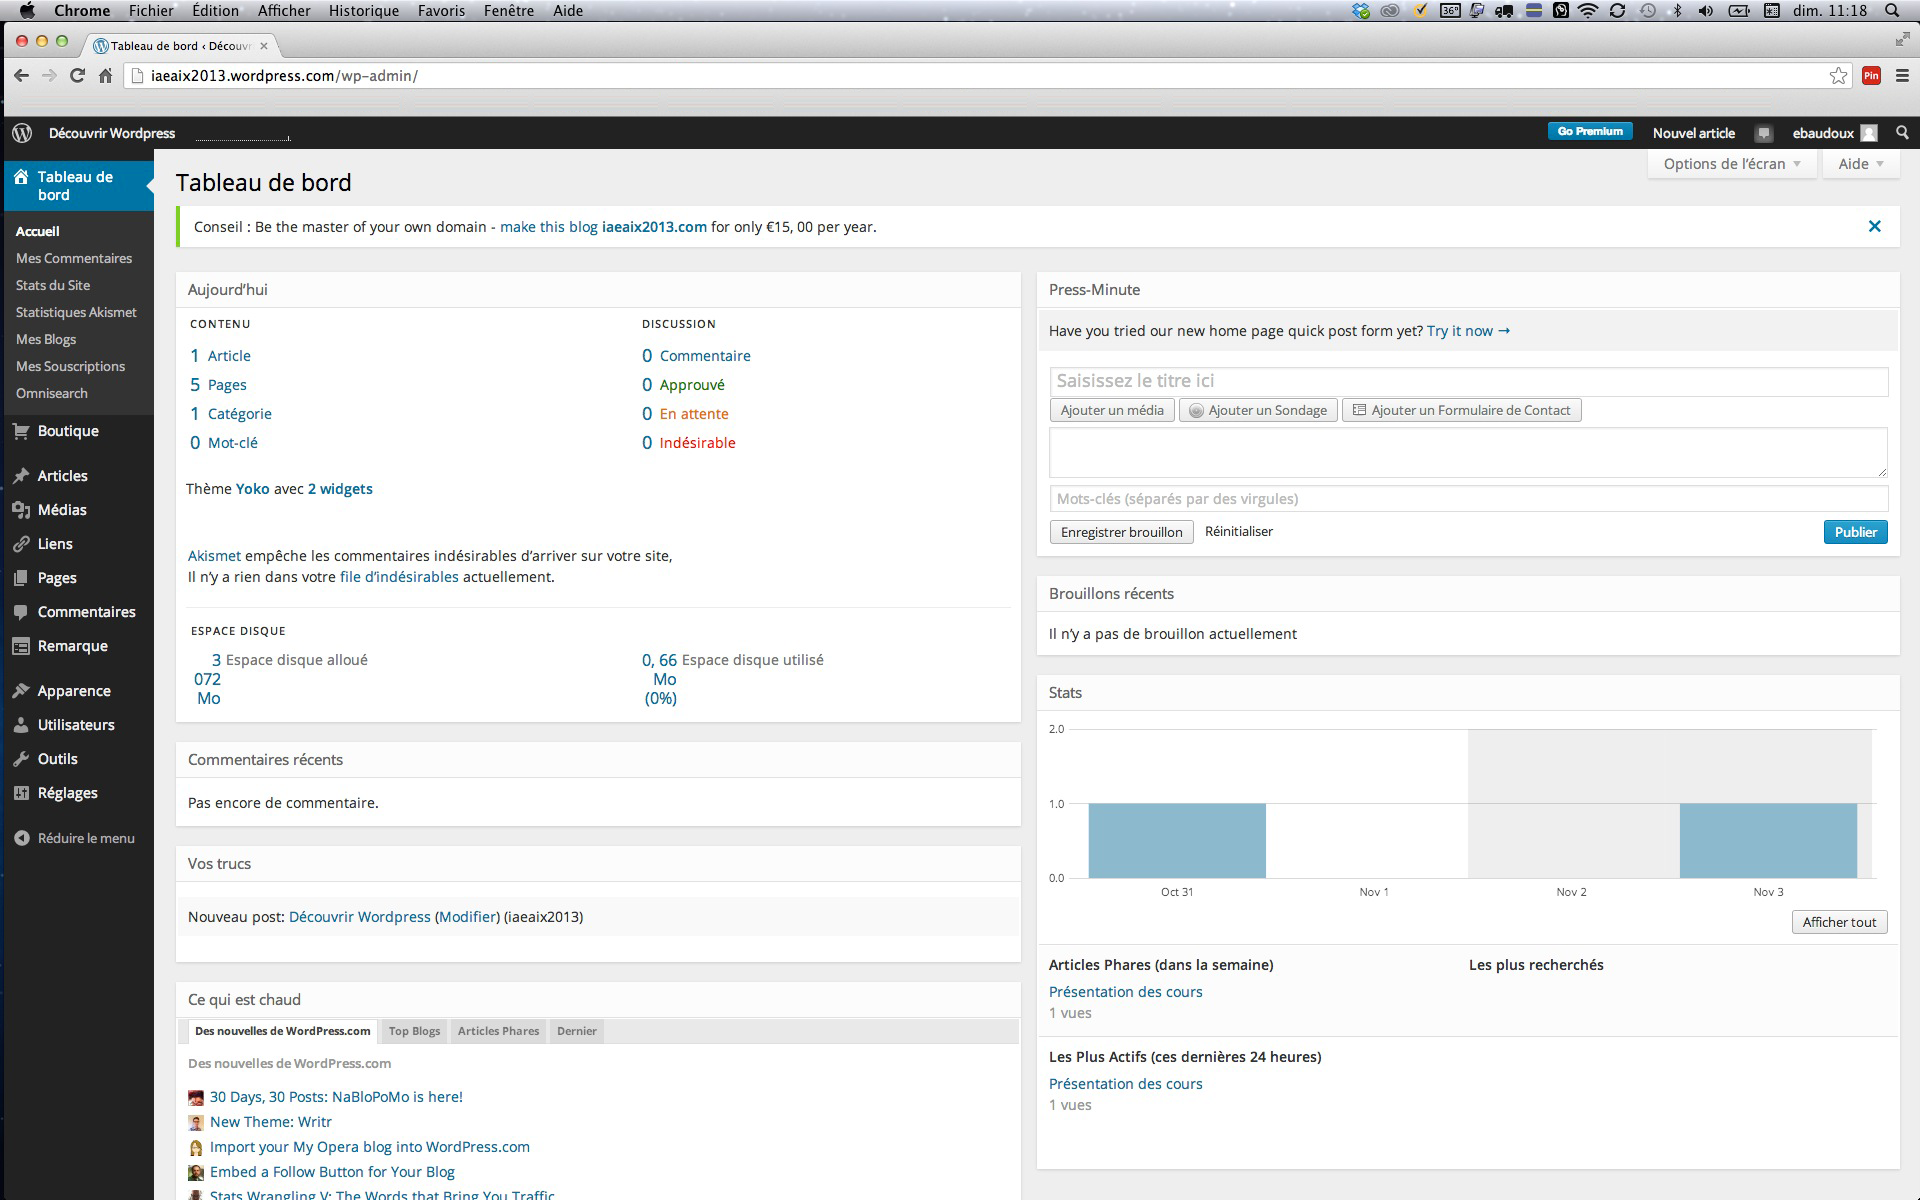 Chrome Fichier Édition Afficher Historique Favoris Fenêtre Aide
36° dim. 11:18
Tableau de bord ‹ Découvr
iaeaix2013.wordpress.com/wp-admin/
Pin
Découvrir Wordpress
Go Premium Nouvel article ebaudoux
Options de l’écran Aide
Tableau de bord
Conseil : Be the master of your own domain - make this blog iaeaix2013.com for only €15, 00 per year.
Tableau de
bord
Accueil
Mes Commentaires
Stats du Site
Statistiques Akismet
Mes Blogs
Mes Souscriptions
Omnisearch
Boutique
Articles
Médias
Liens
Pages
Commentaires
Remarque
Apparence
Utilisateurs
Outils
Réglages
Réduire le menu
Aujourd’hui
CONTENU
1 Article
5 Pages
1 Catégorie
0 Mot-clé
DISCUSSION
0 Commentaire
0 Approuvé
0 En attente
0 Indésirable
Thème Yoko avec 2 widgets
Akismet empêche les commentaires indésirables d’arriver sur votre site,
Il n’y a rien dans votre file d’indésirables actuellement.
ESPACE DISQUE
3 Espace disque alloué
072
Mo
0, 66 Espace disque utilisé
Mo
(0%)
Commentaires récents
Pas encore de commentaire.
Vos trucs
Nouveau post: Découvrir Wordpress (Modifier) (iaeaix2013)
Ce qui est chaud
Des nouvelles de WordPress.com Top Blogs Articles Phares Dernier
Des nouvelles de WordPress.com
30 Days, 30 Posts: NaBloPoMo is here!
New Theme: Writr
Import your My Opera blog into WordPress.com
Embed a Follow Button for Your Blog
Stats Wrangling V: The Words that Bring You Traffic
Press-Minute
Have you tried our new home page quick post form yet? Try it now →
Saisissez le titre ici
Ajouter un média Ajouter un Sondage Ajouter un Formulaire de Contact
Mots-clés (séparés par des virgules)
Enregistrer brouillon Réinitialiser Publier
Brouillons récents
Il n’y a pas de brouillon actuellement
Stats
2.0
1.0
0.0
Oct 31 Nov 1 Nov 2 Nov 3
Afficher tout
Articles Phares (dans la semaine) Les plus recherchés
Présentation des cours
1 vues
Les Plus Actifs (ces dernières 24 heures)
Présentation des cours
1 vues